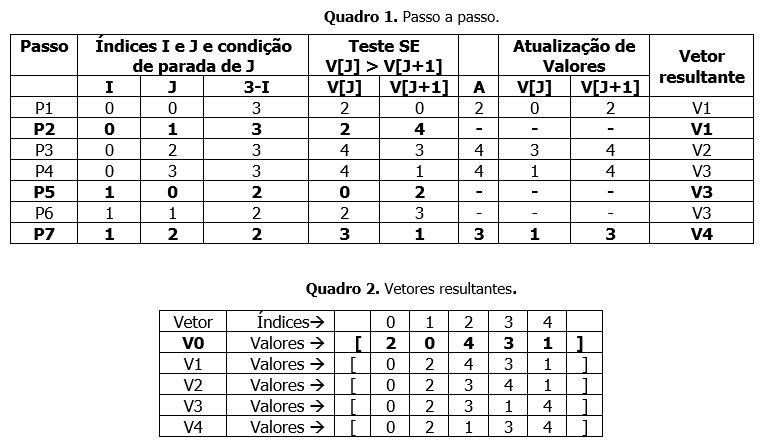 Quadro 1. Passo a passo.
Passo Índices I e J e condição de parada de J Teste SE V[J] > V[J+1] Atualização de Valores Vetor resultante
I J 3-I V[J] V[J+1] A V[J] V[J+1]
P1 0 0 3 2 0 2 0 2 V1
P2 0 1 3 2 4 - - - V1
P3 0 2 3 4 3 4 3 4 V2
P4 0 3 3 4 1 4 1 4 V3
P5 1 0 2 0 2 - - - V3
P6 1 1 2 2 3 - - - V3
P7 1 2 2 3 1 3 1 3 V4
Quadro 2. Vetores resultantes.
Vetor Índices→ 0 1 2 3 4
V0 Valores → [ 2 0 4 3 1 ]
V1 Valores → [ 0 2 4 3 1 ]
V2 Valores → [ 0 2 3 4 1 ]
V3 Valores → [ 0 2 3 1 4 ]
V4 Valores → [ 0 2 1 3 4 ]